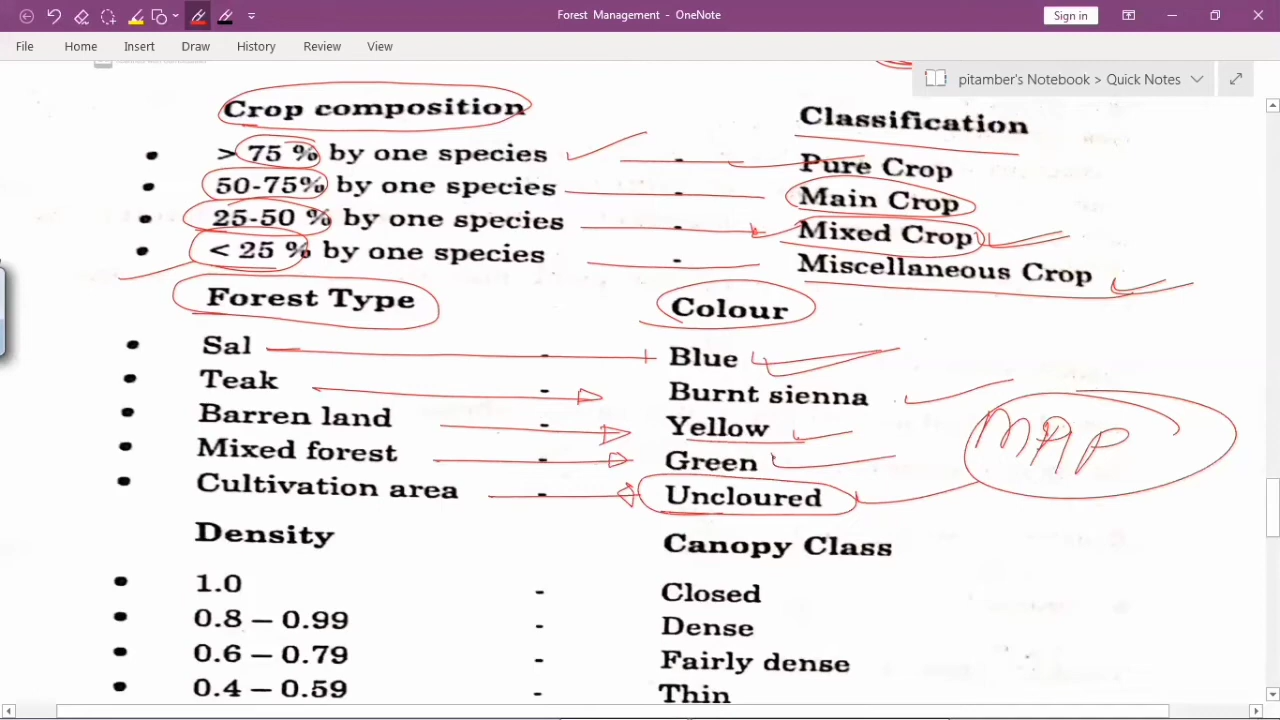 Forest Management - OneNote
Sign in
File Home Insert Draw History Review View
pitamber's Notebook > Quick Notes
Crop composition Classification
• > 75 % by one species - Pure Crop
• 50-75% by one species - Main Crop
• 25-50 % by one species - Mixed Crop
• < 25 % by one species - Miscellaneous Crop
Forest Type Colour
• Sal - Blue
• Teak - Burnt sienna
• Barren land - Yellow
• Mixed forest - Green
• Cultivation area - Uncloured
MAP
Density Canopy Class
• 1.0 - Closed
• 0.8 – 0.99 - Dense
• 0.6 – 0.79 - Fairly dense
• 0.4 – 0.59 - Thin